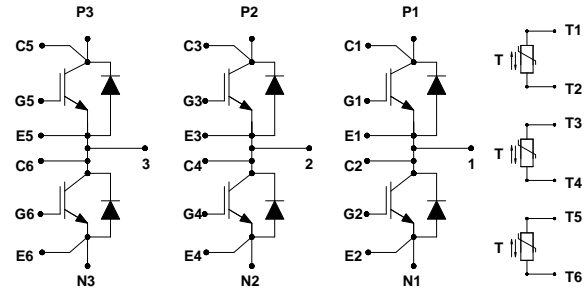 P3 P2 P1
C5 C3 C1 T1
T
G5 G3 G1 T2
E5 E3 E1 T3
3 2 1 T
C6 C4 C2 T4
G6 G4 G2 T5
T
E6 E4 E2
N3 N2 N1 T6